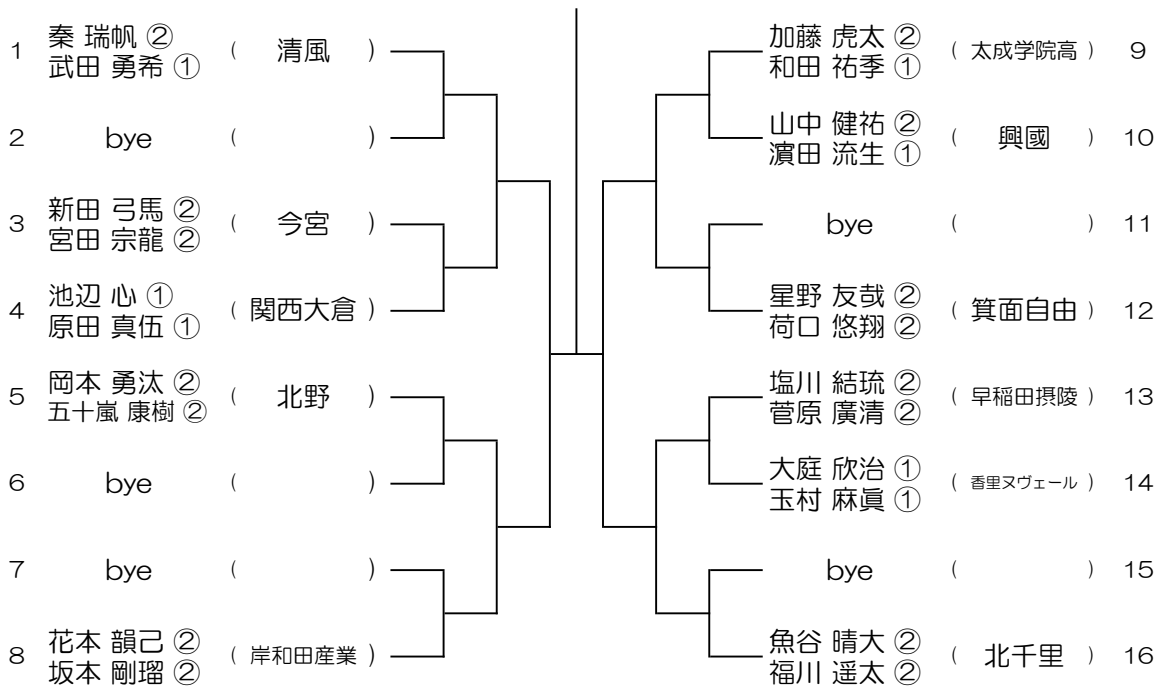 1 秦 瑞帆 ② 武田 勇希 ① ( 清風 )
2 bye ( )
3 新田 弓馬 ② 宮田 宗龍 ② ( 今宮 )
4 池辺 心 ① 原田 真伍 ① ( 関西大倉 )
5 岡本 勇汰 ② 五十嵐 康樹 ② ( 北野 )
6 bye ( )
7 bye ( )
8 花本 韻己 ② 坂本 剛瑠 ② ( 岸和田産業 )
加藤 虎太 ② 和田 祐季 ① ( 太成学院高 ) 9
山中 健祐 ② 濵田 流生 ① ( 興國 ) 10
bye ( ) 11
星野 友哉 ② 荷口 悠翔 ② ( 箕面自由 ) 12
塩川 結琉 ② 菅原 廣清 ② ( 早稲田摂陵 ) 13
大庭 欣治 ① 玉村 麻眞 ① ( 香里ヌヴェール ) 14
bye ( ) 15
魚谷 晴大 ② 福川 遥太 ② ( 北千里 ) 16